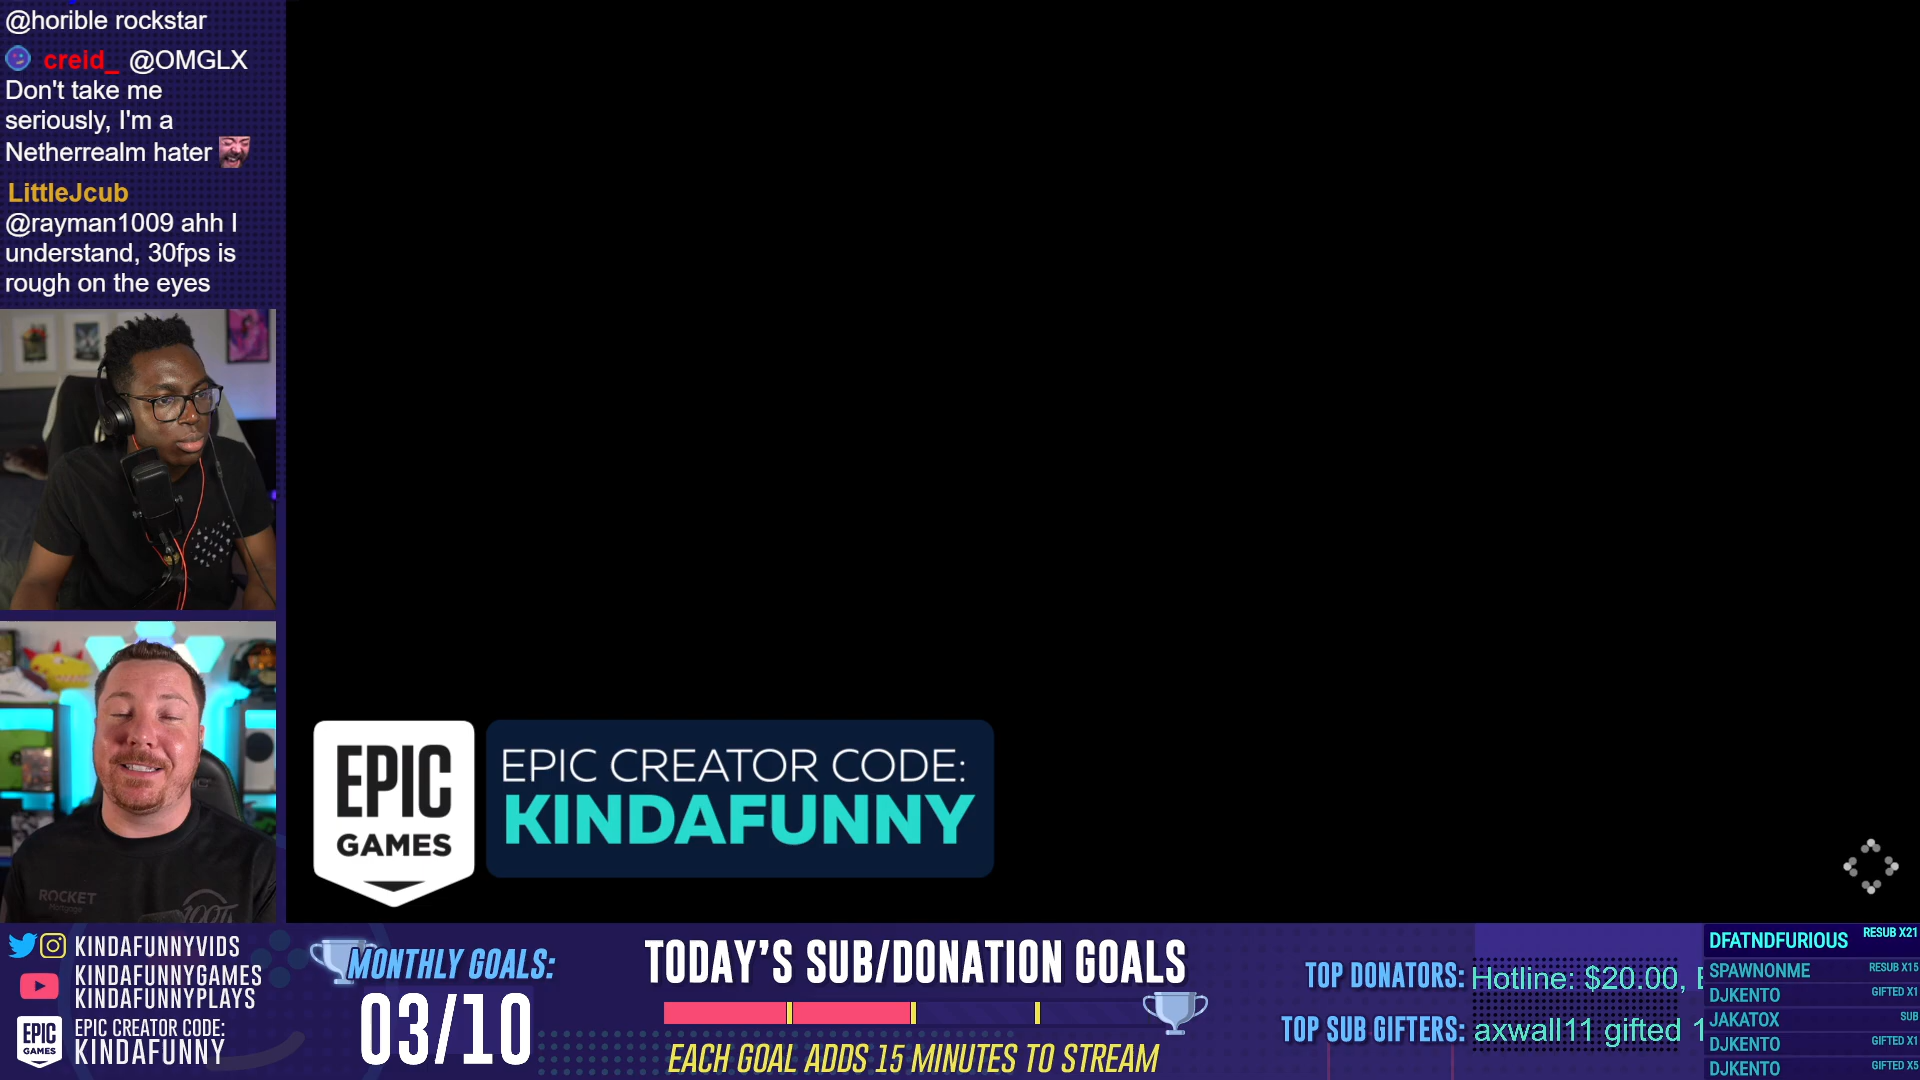 @horible rockstar
creid_ @OMGLX
Don't take me
seriously, I'm a
Netherrealm hater
LittleJcub
@rayman1009 ahh I
understand, 30fps is
rough on the eyes
ROCKET
Mortgage
EPIC
GAMES
EPIC CREATOR CODE:
KINDAFUNNY
KINDAFUNNYVIDS
KINDAFUNNYGAMES
KINDAFUNNYPLAYS
EPIC
GAMES
EPIC CREATOR CODE:
KINDAFUNNY
MONTHLY GOALS:
03/10
TODAY'S SUB/DONATION GOALS
EACH GOAL ADDS 15 MINUTES TO STREAM
TOP DONATORS: Hotline: $20.00,
TOP SUB GIFTERS: axwall11 gifted 1
DFATNDFURIOUS RESUB X21
SPAWNONME RESUB X15
DJKENTO GIFTED X1
JAKATOX SUB
DJKENTO GIFTED X1
DJKENTO GIFTED X5